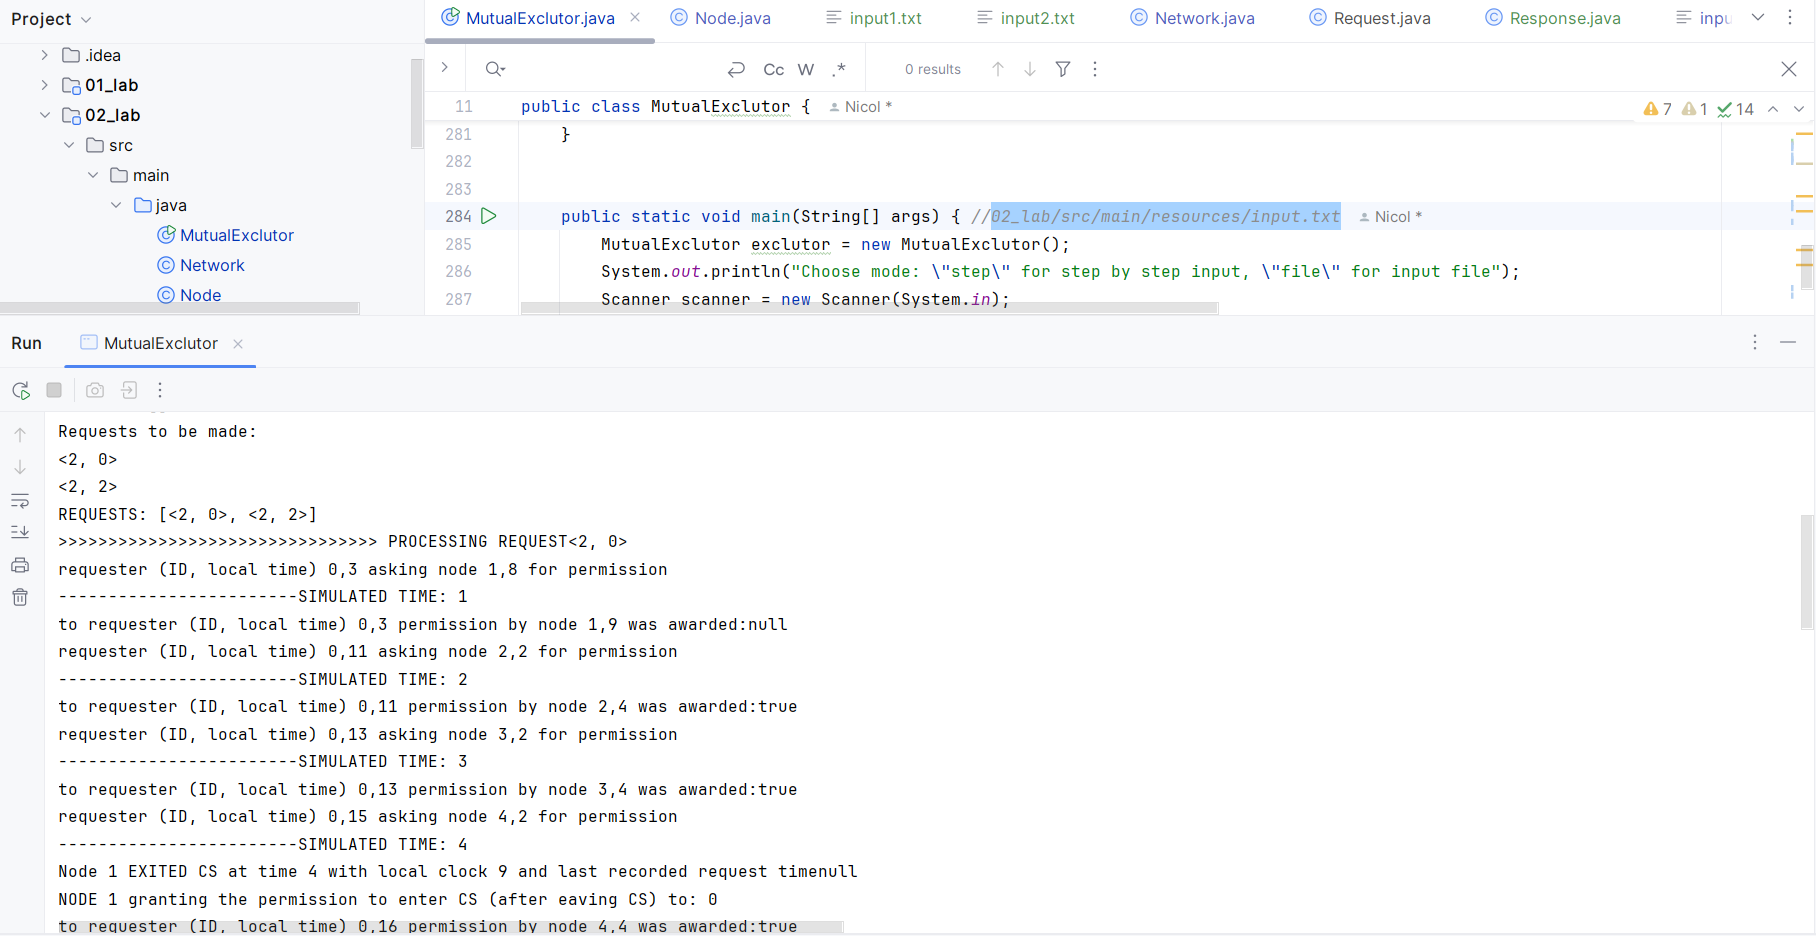 Project
MutualExclutor.java
Node.java
input1.txt
input2.txt
Network.java
Request.java
Response.java
inpu
.idea
01_lab
02_lab
src
main
java
MutualExclutor
Network
Node
Cc W .*
0 results
11 public class MutualExclutor { Nicol *
7 1 14
281 }
282
283
284 public static void main(String[] args) { //02_lab/src/main/resources/input.txt Nicol *
285 MutualExclutor exclutor = new MutualExclutor();
286 System.out.println("Choose mode: \"step\" for step by step input, \"file\" for input file");
287 Scanner scanner = new Scanner(System.in);
Run MutualExclutor
Requests to be made:
<2, 0>
<2, 2>
REQUESTS: [<2, 0>, <2, 2>]
>>>>>>>>>>>>>>>>>>>>>>>>>>>>>>>> PROCESSING REQUEST<2, 0>
requester (ID, local time) 0,3 asking node 1,8 for permission
------------------------SIMULATED TIME: 1
to requester (ID, local time) 0,3 permission by node 1,9 was awarded:null
requester (ID, local time) 0,11 asking node 2,2 for permission
------------------------SIMULATED TIME: 2
to requester (ID, local time) 0,11 permission by node 2,4 was awarded:true
requester (ID, local time) 0,13 asking node 3,2 for permission
------------------------SIMULATED TIME: 3
to requester (ID, local time) 0,13 permission by node 3,4 was awarded:true
requester (ID, local time) 0,15 asking node 4,2 for permission
------------------------SIMULATED TIME: 4
Node 1 EXITED CS at time 4 with local clock 9 and last recorded request timenull
NODE 1 granting the permission to enter CS (after eaving CS) to: 0
to requester (ID, local time) 0,16 permission by node 4,4 was awarded:true